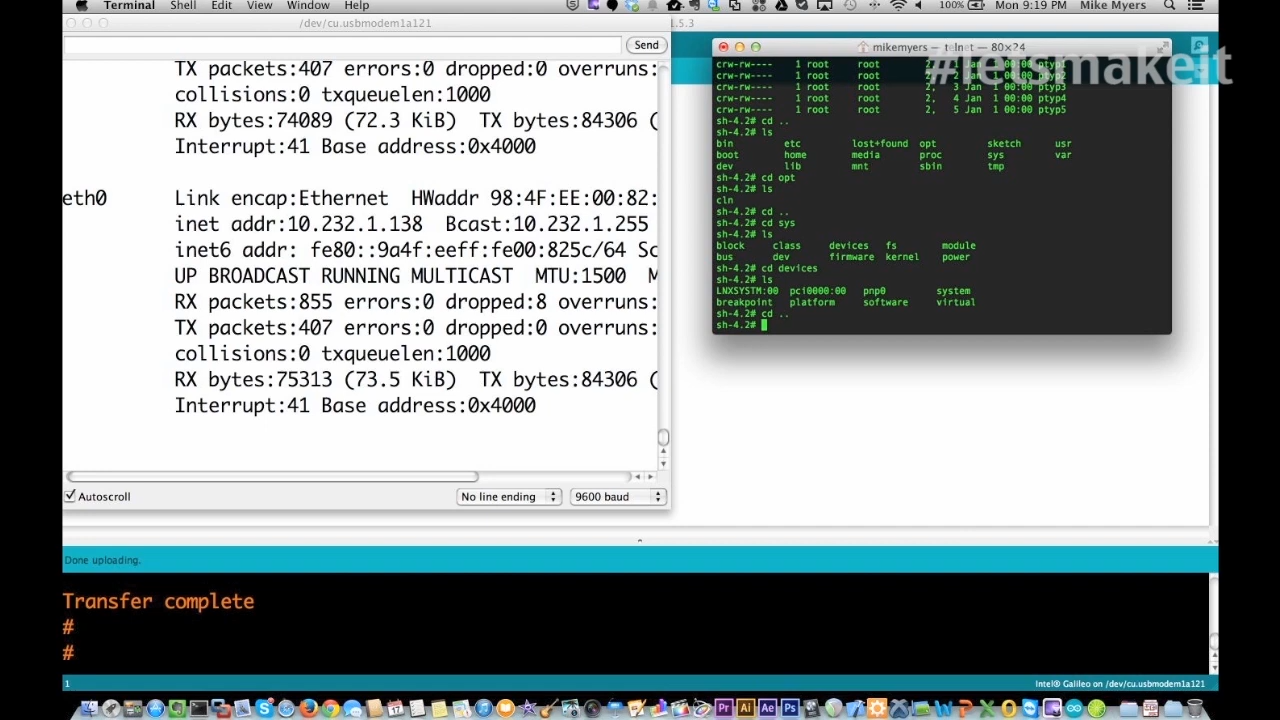 Terminal Shell Edit View Window Help 100% Mon 9:19 PM Mike Myers
/dev/cu.usbmodem1a121
1.5.3
Send
TX packets:407 errors:0 dropped:0 overruns:
collisions:0 txqueuelen:1000
RX bytes:74089 (72.3 KiB) TX bytes:84306 (
Interrupt:41 Base address:0x4000
eth0 Link encap:Ethernet HWaddr 98:4F:EE:00:82:
inet addr:10.232.1.138 Bcast:10.232.1.255
inet6 addr: fe80::9a4f:eeff:fe00:825c/64 Sc
UP BROADCAST RUNNING MULTICAST MTU:1500 M
RX packets:855 errors:0 dropped:8 overruns:
TX packets:407 errors:0 dropped:0 overruns:
collisions:0 txqueuelen:1000
RX bytes:75313 (73.5 KiB) TX bytes:84306 (
Interrupt:41 Base address:0x4000
Autoscroll
No line ending
9600 baud
mikemyers — telnet — 80×24
#letsmakeit
crw-rw---- 1 root root 2, 1 Jan 1 00:00 ptyp1
crw-rw---- 1 root root 2, 2 Jan 1 00:00 ptyp2
crw-rw---- 1 root root 2, 3 Jan 1 00:00 ptyp3
crw-rw---- 1 root root 2, 4 Jan 1 00:00 ptyp4
crw-rw---- 1 root root 2, 5 Jan 1 00:00 ptyp5
sh-4.2# cd ..
sh-4.2# ls
bin etc lost+found opt sketch usr
boot home media proc sys var
dev lib mnt sbin tmp
sh-4.2# cd opt
sh-4.2# ls
cln
sh-4.2# cd ..
sh-4.2# cd sys
sh-4.2# ls
block class devices fs module
bus dev firmware kernel power
sh-4.2# cd devices
sh-4.2# ls
LNXSYSTM:00 pci0000:00 pnp0 system
breakpoint platform software virtual
sh-4.2# cd ..
sh-4.2#
Done uploading.
Transfer complete
#
#
1
Intel® Galileo on /dev/cu.usbmodem1a121
Pr Ai Ae Ps